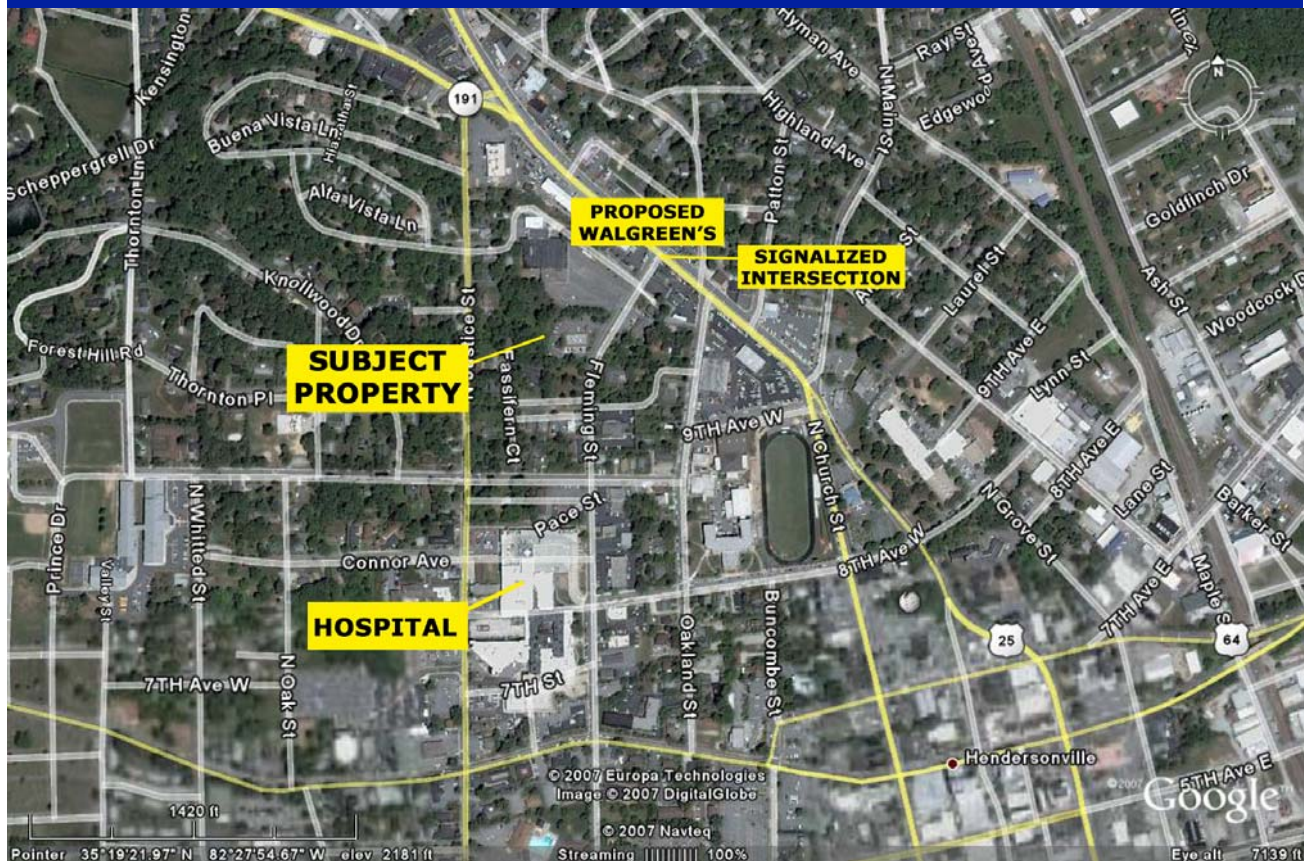 Kensington
Hyman Ave
Ray St
N Main St
Edgewood Ave
N
191
Buena Vista Ln
Hiawatha St
Highland Ave
Scheppergrell Dr
Thornton Ln
Alta Vista Ln
Patton St
Goldfinch Dr
PROPOSED
WALGREEN'S
SIGNALIZED
INTERSECTION
Laurel St
Ash St
Woodcock D
Knollwood Dr
Forest Hill Rd
SUBJECT
PROPERTY
Fassifern Ct
Fleming St
Thornton Pl
9TH Ave E
Lynn St
9TH Ave W
N Church St
8TH Ave E
Lane St
Barker St
N Grove St
Pace St
Prince Dr
N Whitted St
Valley St
Connor Ave
8TH Ave W
7TH Ave E
Maple S
HOSPITAL
Oakland St
Buncombe St
25
64
7TH Ave W
N Oak St
7TH St
Hendersonville
5TH Ave E
© 2007 Europa Technologies
Image © 2007 DigitalGlobe
©2007 Google™
1420 ft
© 2007 Navteq
Pointer 35°19'21.97" N 82°27'54.67" W elev 2181 ft
Streaming ||||||||| 100%
Eye alt 7139 ft